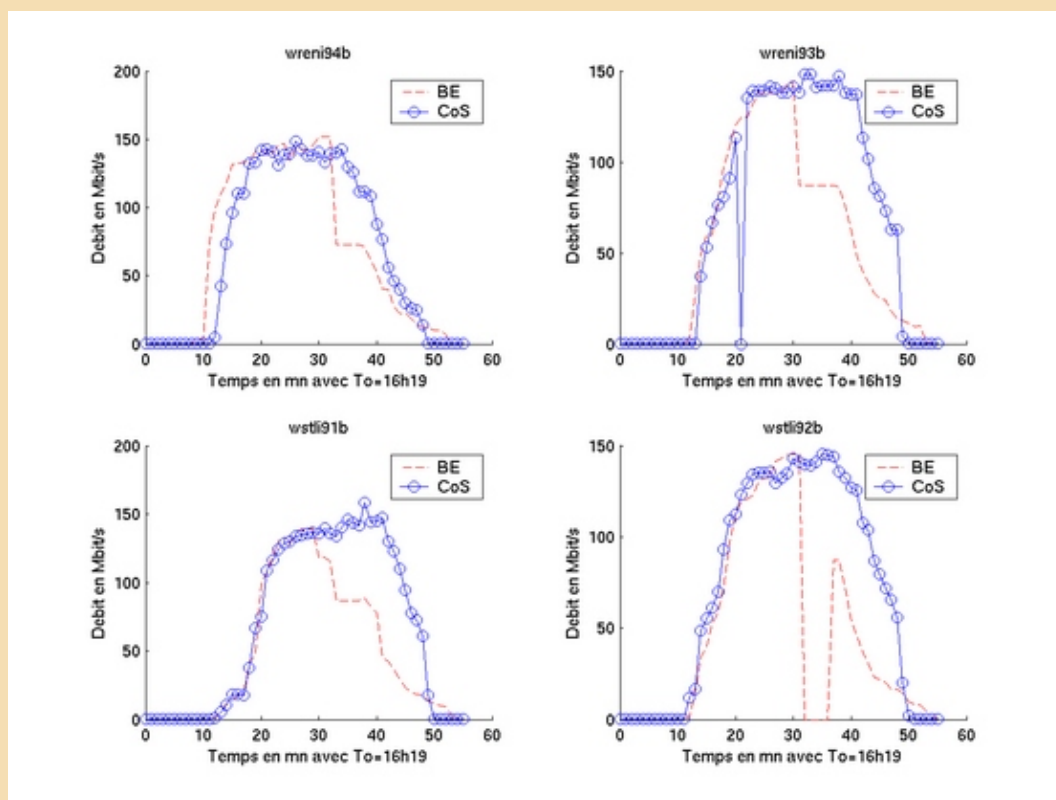 wreni94b
200
150
100
50
0
Debit en Mbit/s
BE
CoS
0 10 20 30 40 50 60
Temps en mn avec To=16h19
wreni93b
150
100
50
0
Debit en Mbit/s
BE
CoS
0 10 20 30 40 50 60
Temps en mn avec To=16h19
wstli91b
200
150
100
50
0
Debit en Mbit/s
BE
CoS
0 10 20 30 40 50 60
Temps en mn avec To=16h19
wstli92b
150
100
50
0
Debit en Mbit/s
BE
CoS
0 10 20 30 40 50 60
Temps en mn avec To=16h19